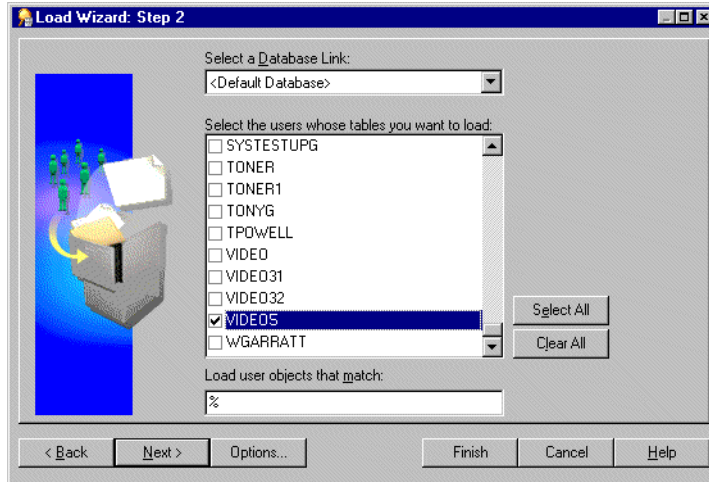 Load Wizard: Step 2
Select a Database Link:
<Default Database>
Select the users whose tables you want to load:
SYSTESTUPG
TONER
TONER1
TONYG
TPOWELL
VIDEO
VIDEO31
VIDEO32
VIDEO5
WGARRATT
Select All
Clear All
Load user objects that match:
%
< Back
Next >
Options...
Finish
Cancel
Help